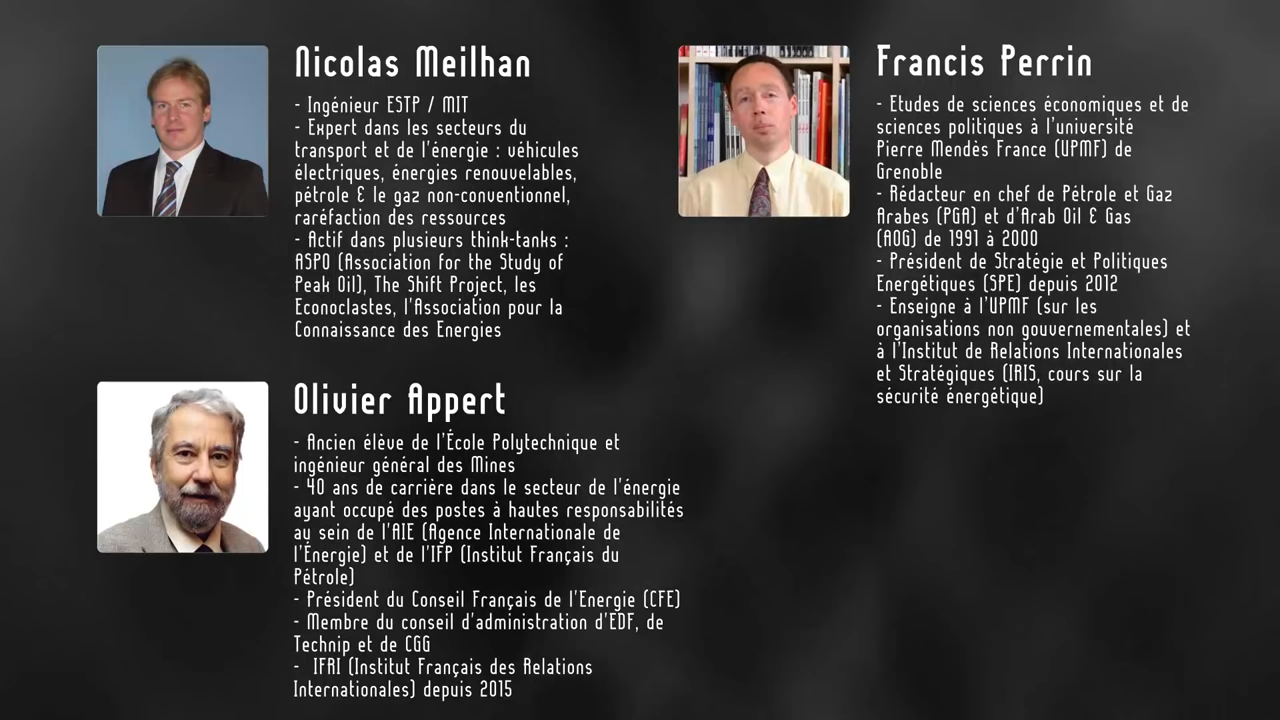 Nicolas Meilhan
- Ingénieur ESTP / MIT
- Expert dans les secteurs du
transport et de l'énergie : véhicules
électriques, énergies renouvelables,
pétrole & le gaz non-conventionnel,
raréfaction des ressources
- Actif dans plusieurs think-tanks :
ASPO (Association for the Study of
Peak Oil), The Shift Project, les
Econoclastes, l'Association pour la
Connaissance des Energies
Francis Perrin
- Etudes de sciences économiques et de
sciences politiques à l'université
Pierre Mendès France (UPMF) de
Grenoble
- Rédacteur en chef de Pétrole et Gaz
Arabes (PGA) et d'Arab Oil & Gas
(AOG) de 1991 à 2000
- Président de Stratégie et Politiques
Energétiques (SPE) depuis 2012
- Enseigne à l'UPMF (sur les
organisations non gouvernementales) et
à l'Institut de Relations Internationales
et Stratégiques (IRIS, cours sur la
sécurité énergétique)
Olivier Appert
- Ancien élève de l'École Polytechnique et
ingénieur général des Mines
- 40 ans de carrière dans le secteur de l'énergie
ayant occupé des postes à hautes responsabilités
au sein de l'AIE (Agence Internationale de
l'Énergie) et de l'IFP (Institut Français du
Pétrole)
- Président du Conseil Français de l'Energie (CFE)
- Membre du conseil d'administration d'EDF, de
Technip et de CGG
- IFRI (Institut Français des Relations
Internationales) depuis 2015